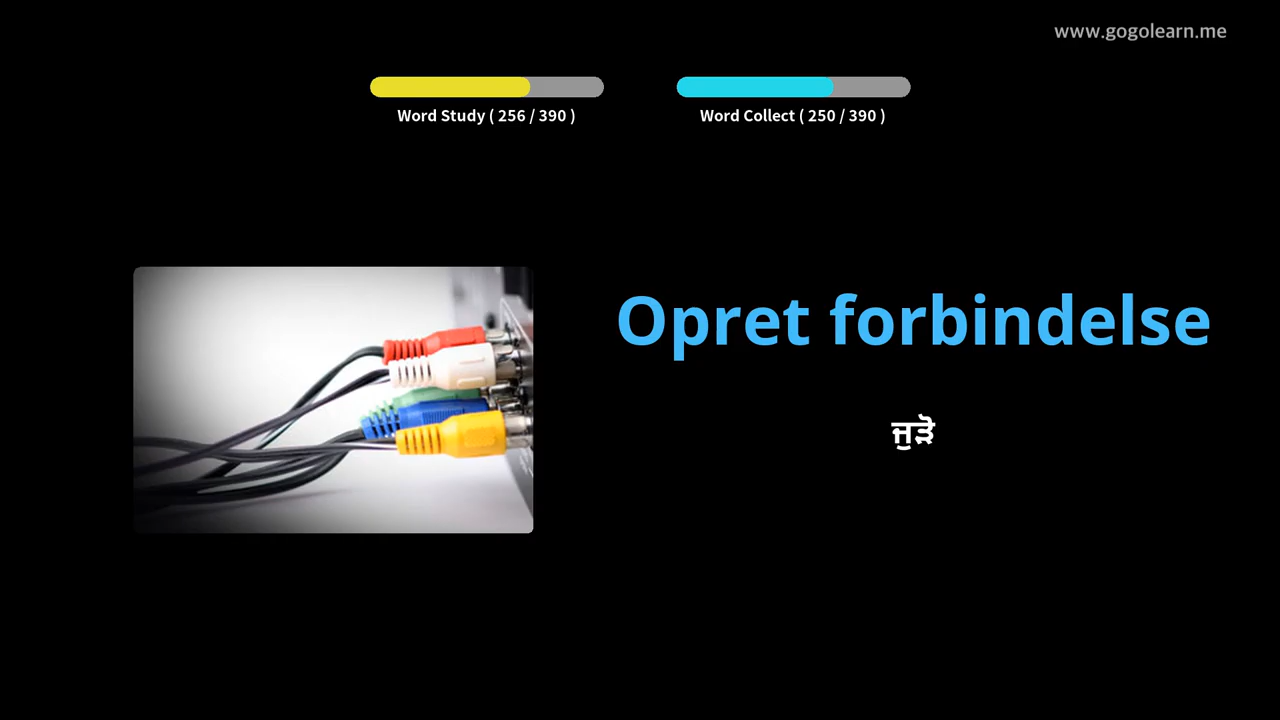 www.gogolearn.me
Word Study ( 256 / 390 )
Word Collect ( 250 / 390 )
Opret forbindelse
ਜੁੜੋ